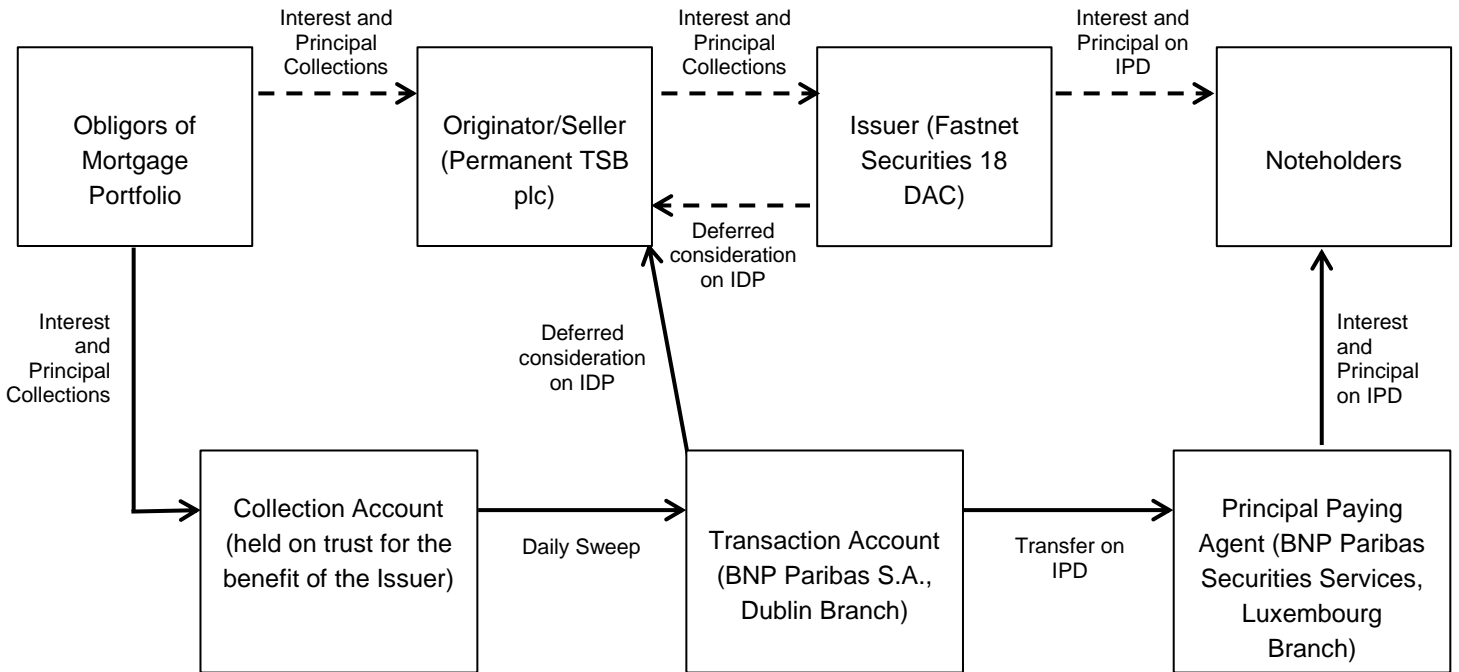 Interest and
Principal
Collections
Interest and
Principal
Collections
Interest and
Principal on
IPD
Obligors of
Mortgage
Portfolio
Originator/Seller
(Permanent TSB
plc)
Issuer (Fastnet
Securities 18
DAC)
Noteholders
Deferred
consideration
on IDP
Interest
and
Principal
Collections
Deferred
consideration
on IDP
Interest
and
Principal
on IPD
Collection Account
(held on trust for the
benefit of the Issuer)
Daily Sweep
Transaction Account
(BNP Paribas S.A.,
Dublin Branch)
Transfer on
IPD
Principal Paying
Agent (BNP Paribas
Securities Services,
Luxembourg
Branch)